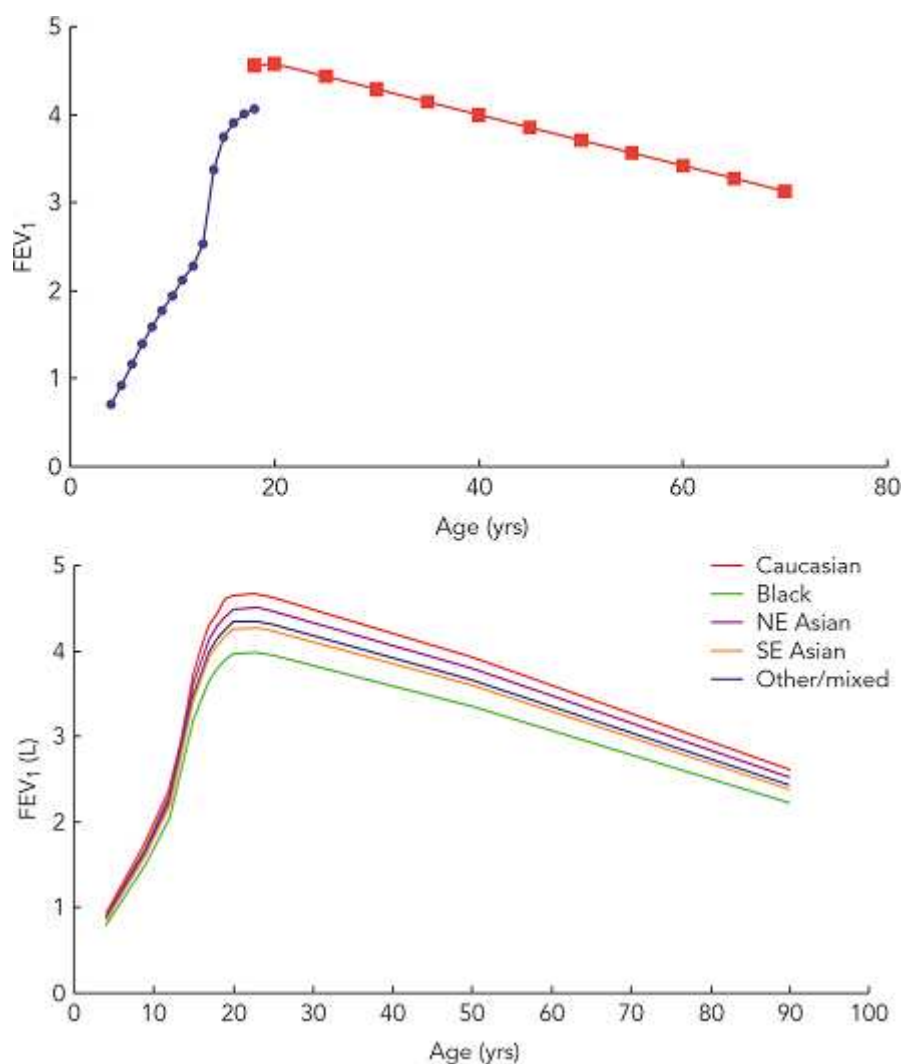 5
4
3
2
1
0
FEV1
0 20 40 60 80
Age (yrs)
5
4
3
2
1
0
FEV1 (L)
0 10 20 30 40 50 60 70 80 90 100
Age (yrs)
Caucasian
Black
NE Asian
SE Asian
Other/mixed